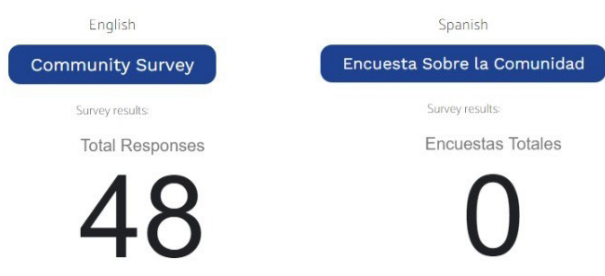 English
Community Survey
Survey results:
Total Responses
48
Spanish
Encuesta Sobre la Comunidad
Survey results:
Encuestas Totales
0